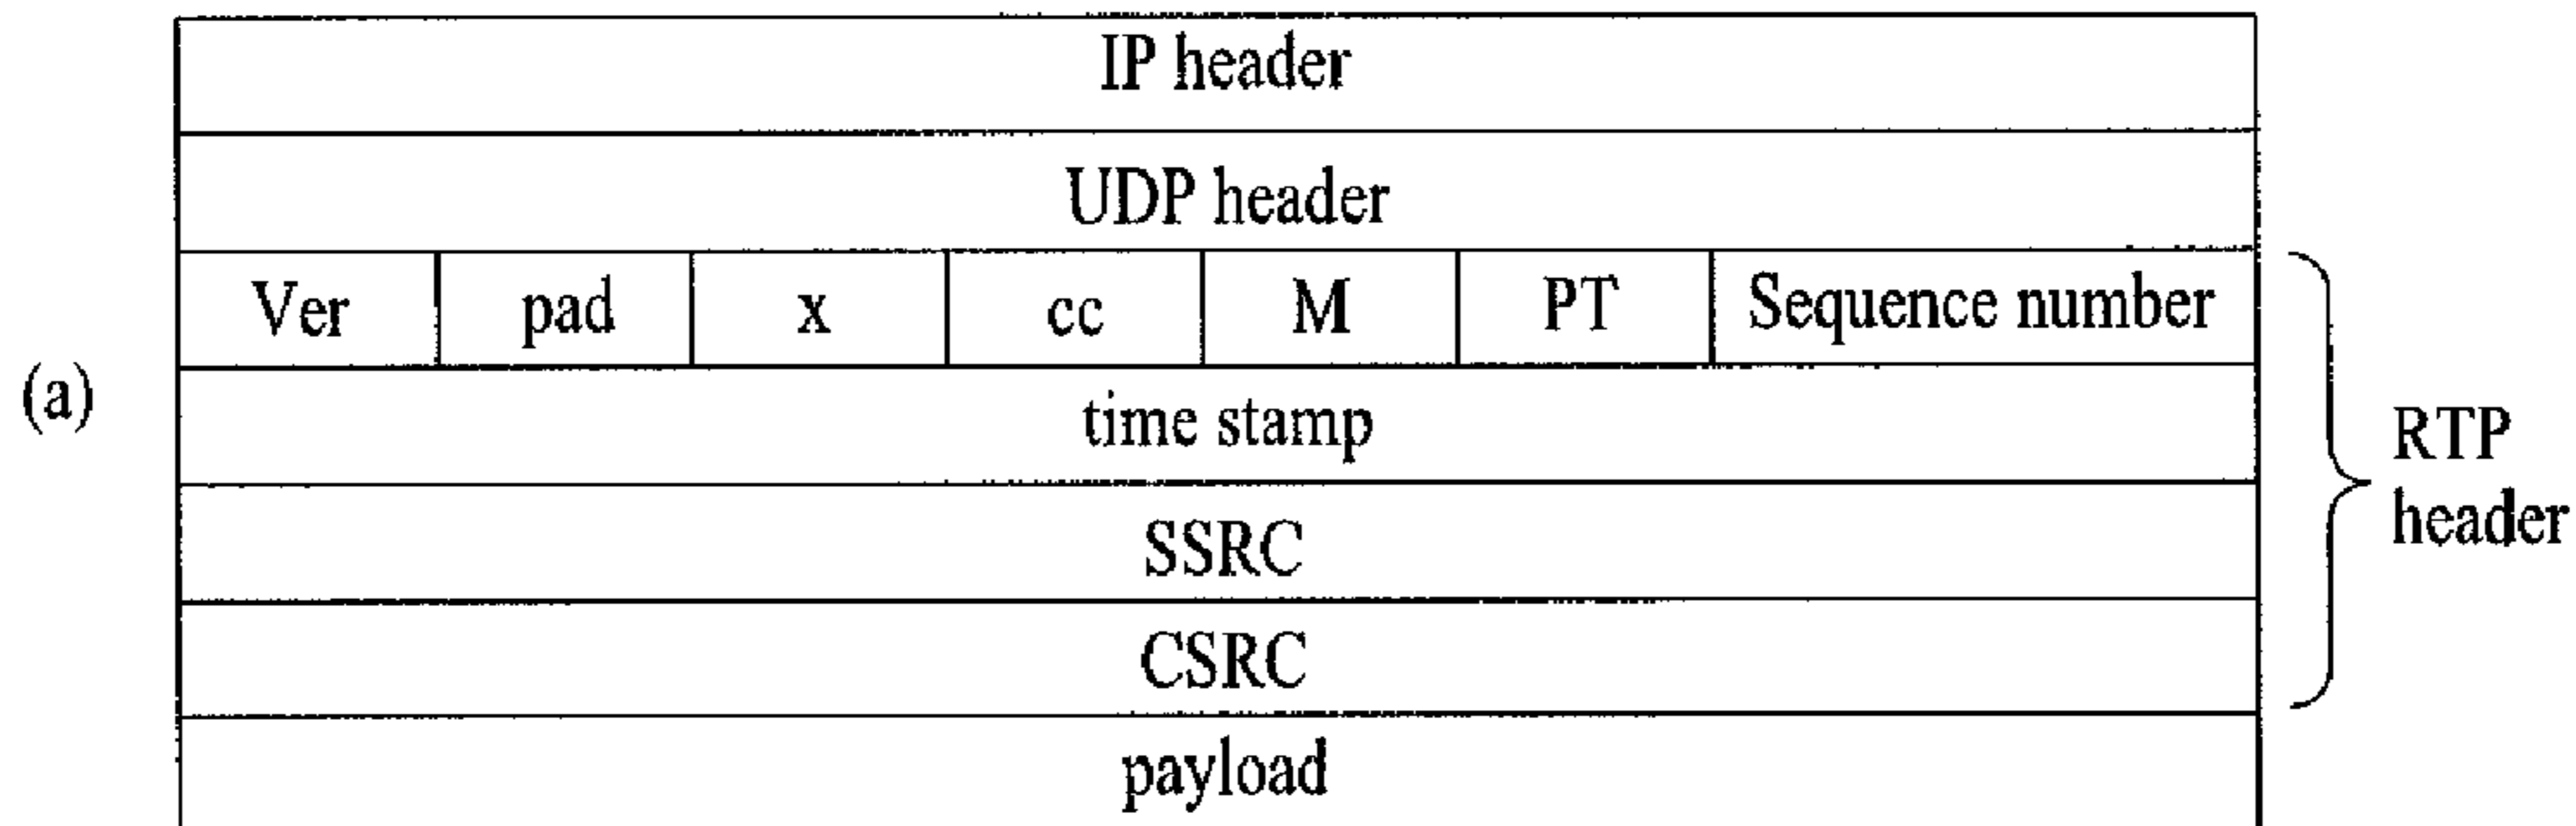 IP header
UDP header
Ver pad x cc M PT Sequence number
(a)
time stamp
RTP
header
SSRC
CSRC
payload